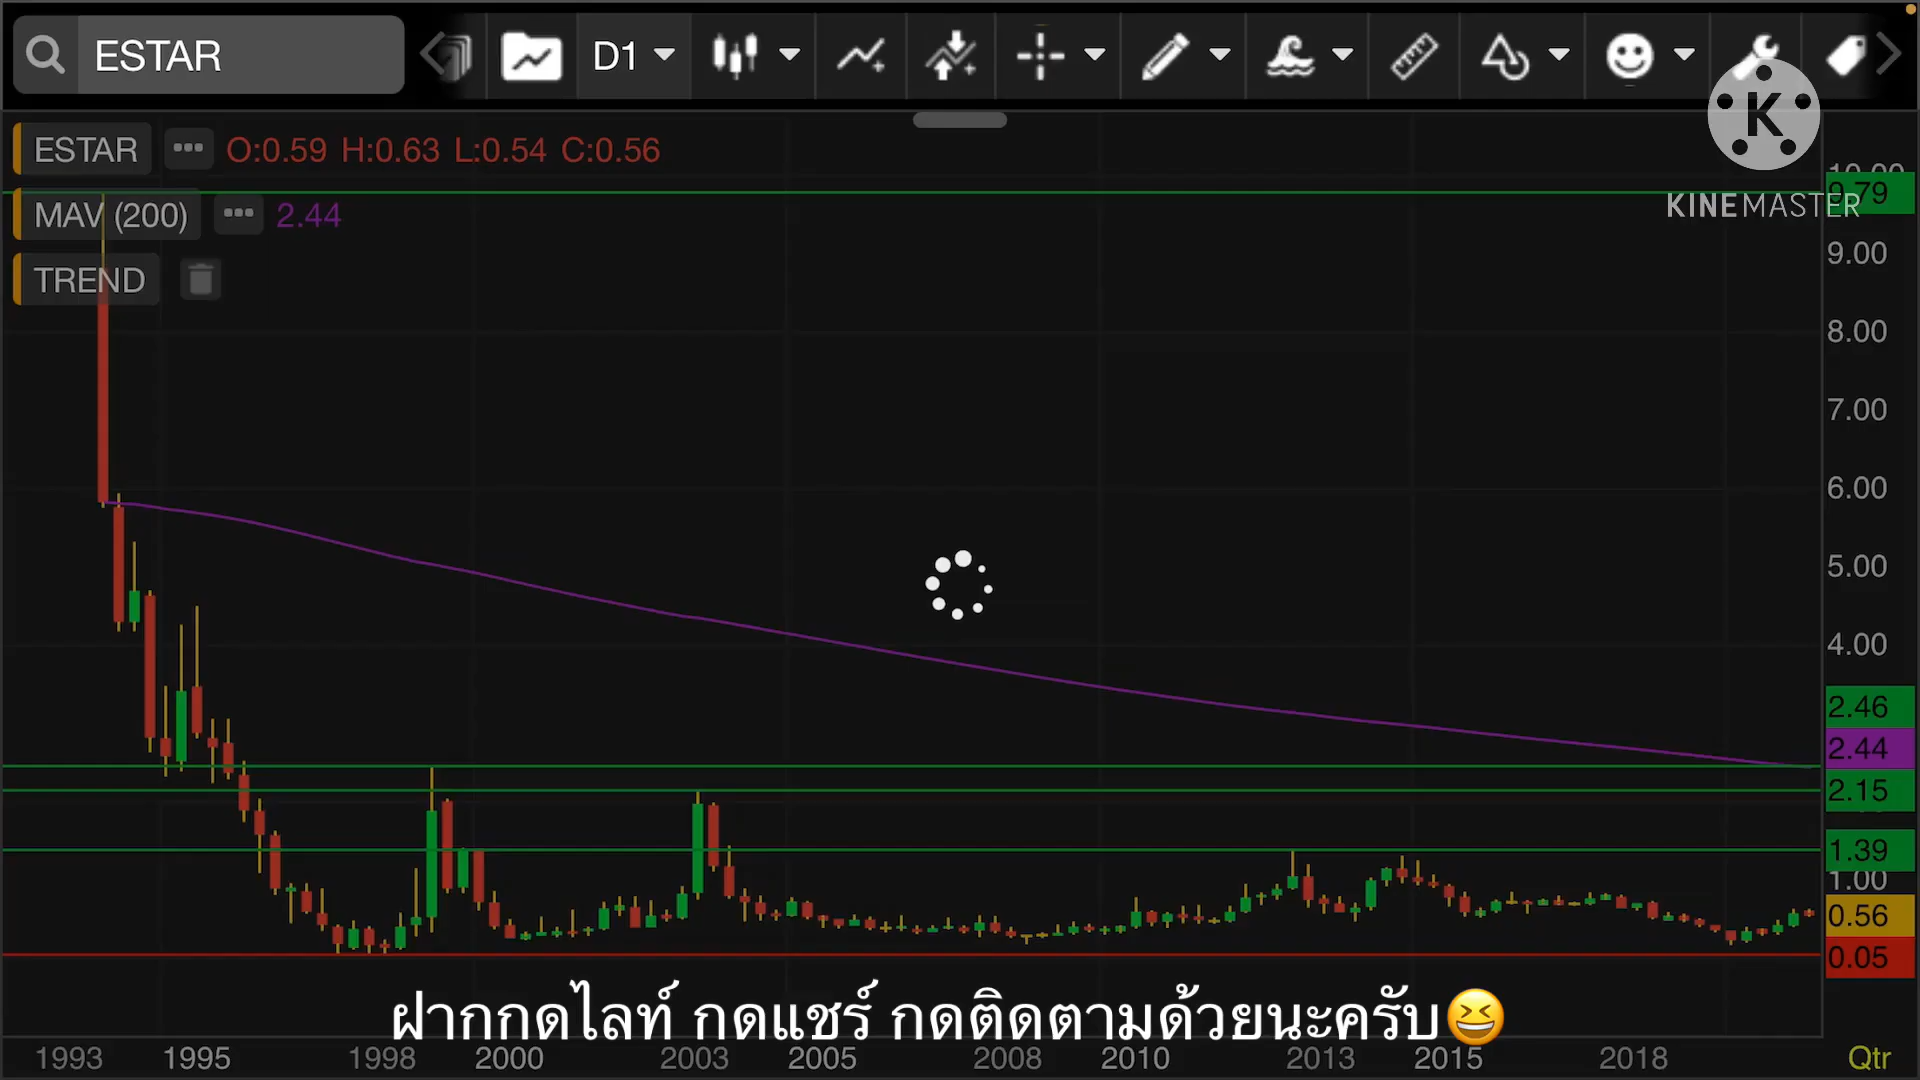 ESTAR
D1
ESTAR O:0.59 H:0.63 L:0.54 C:0.56
MAV (200) 2.44
TREND
K
KINEMASTER
10.00
9.79
9.00
8.00
7.00
6.00
5.00
4.00
2.46
2.44
2.15
1.39
1.00
0.56
0.05
ฝากกดไลท์ กดแชร์ กดติดตามด้วยนะครับ😆
1993 1995 1998 2000 2003 2005 2008 2010 2013 2015 2018 Qtr